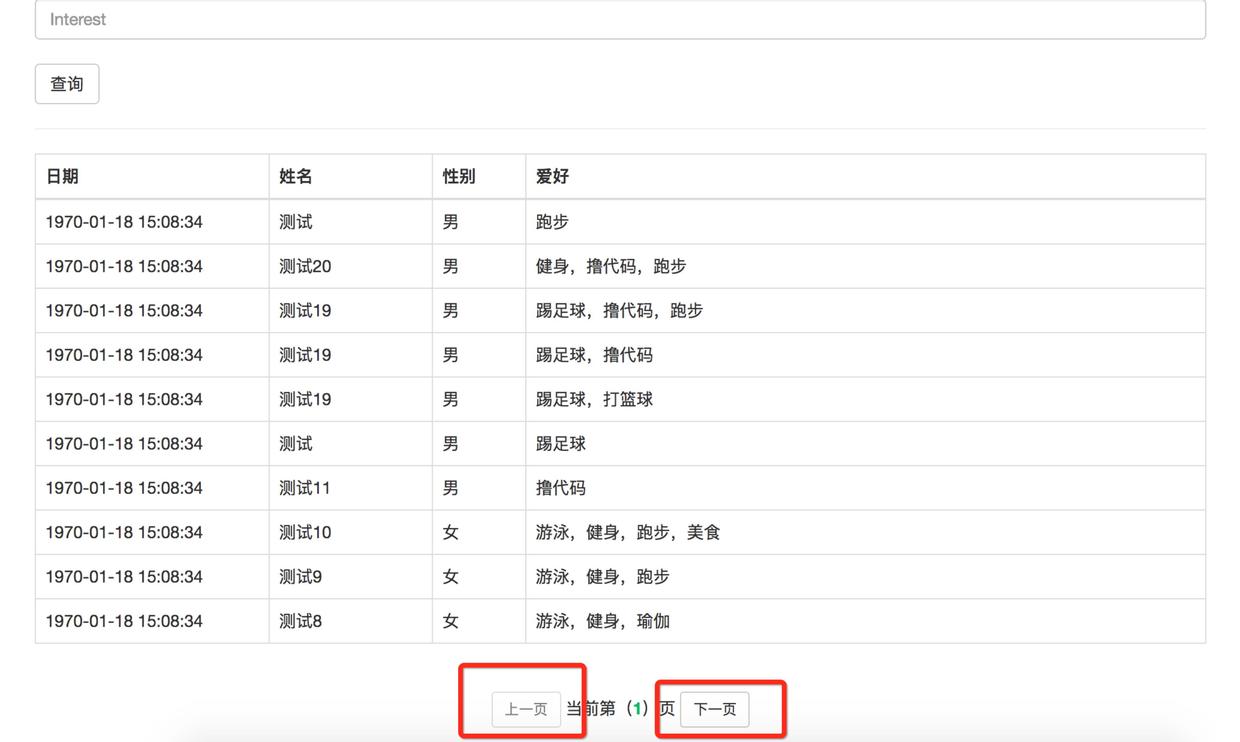 Interest
查询
日期 姓名 性别 爱好
1970-01-18 15:08:34 测试 男 跑步
1970-01-18 15:08:34 测试20 男 健身，撸代码，跑步
1970-01-18 15:08:34 测试19 男 踢足球，撸代码，跑步
1970-01-18 15:08:34 测试19 男 踢足球，撸代码
1970-01-18 15:08:34 测试19 男 踢足球，打篮球
1970-01-18 15:08:34 测试 男 踢足球
1970-01-18 15:08:34 测试11 男 撸代码
1970-01-18 15:08:34 测试10 女 游泳，健身，跑步，美食
1970-01-18 15:08:34 测试9 女 游泳，健身，跑步
1970-01-18 15:08:34 测试8 女 游泳，健身，瑜伽
上一页 当前第（1）页 下一页